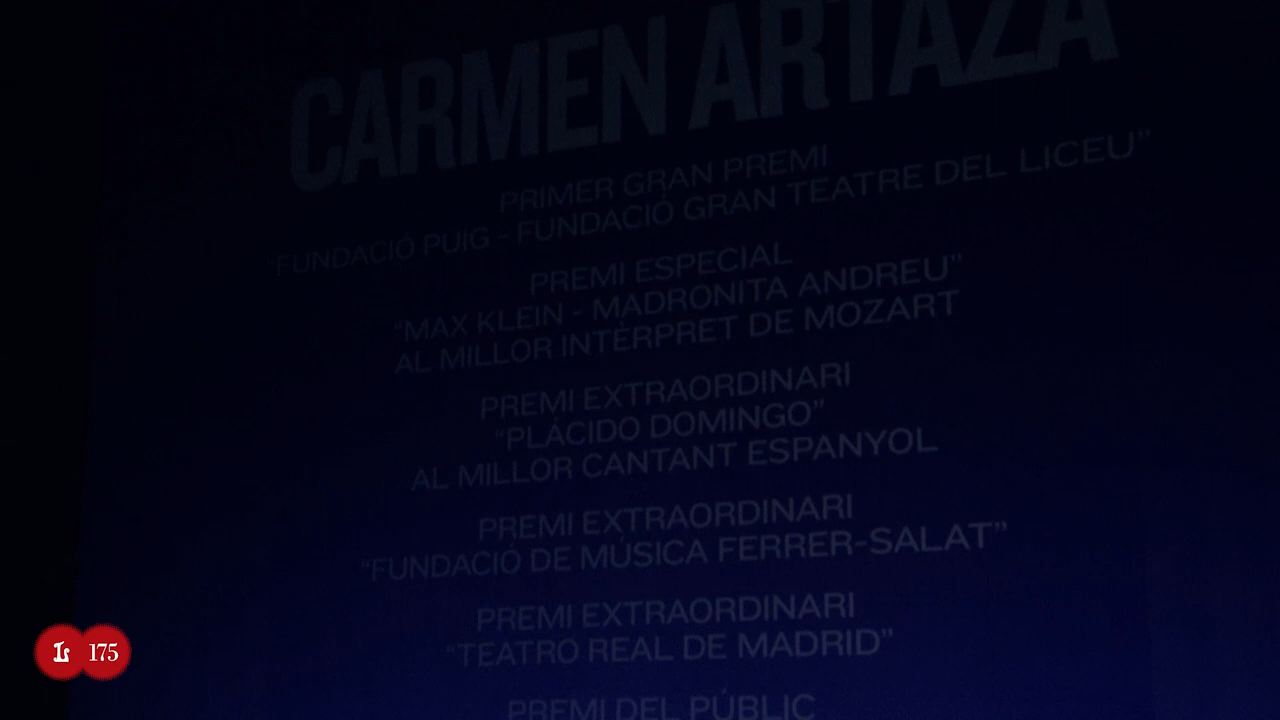 CARMEN ARTAZA
PRIMER GRAN PREMI
“FUNDACIÓ PUIG - FUNDACIÓ GRAN TEATRE DEL LICEU”
PREMI ESPECIAL
“MAX KLEIN - MADRONITA ANDREU”
AL MILLOR INTÈRPRET DE MOZART
PREMI EXTRAORDINARI
“PLÁCIDO DOMINGO”
AL MILLOR CANTANT ESPANYOL
PREMI EXTRAORDINARI
“FUNDACIÓ DE MÚSICA FERRER-SALAT”
PREMI EXTRAORDINARI
“TEATRO REAL DE MADRID”
PREMI DEL PÚBLIC
L 175